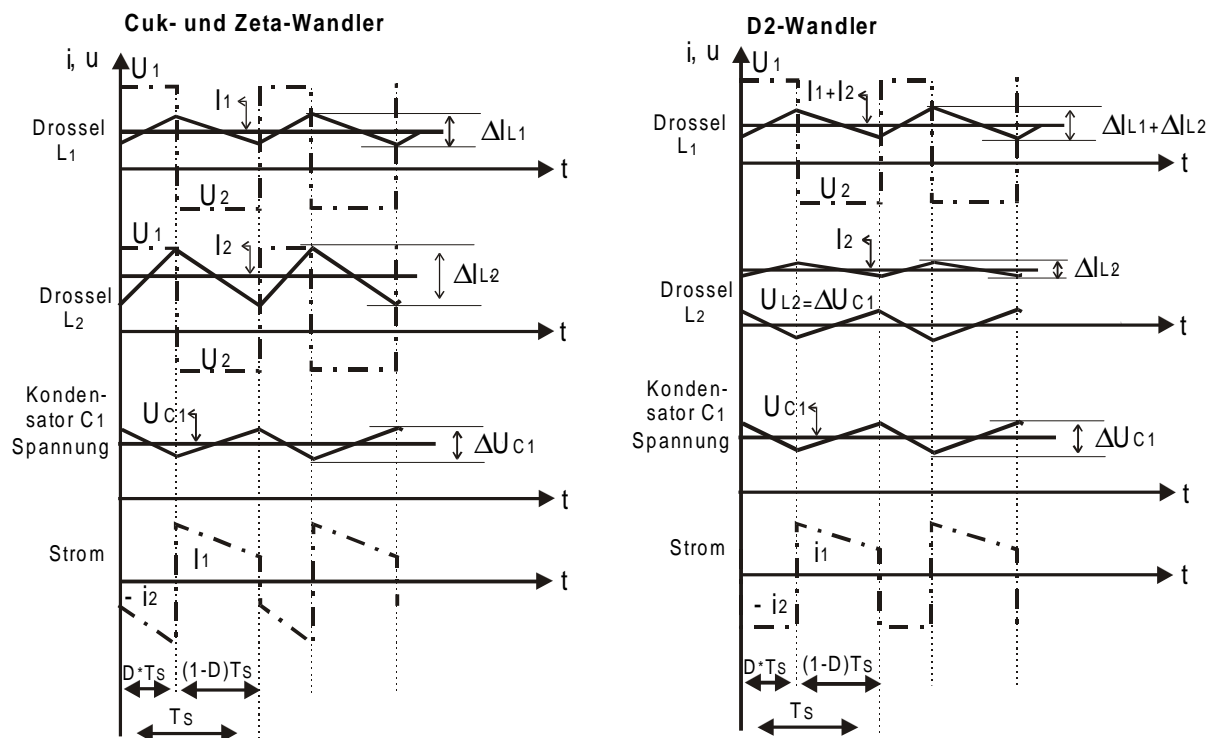 Cuk- und Zeta-Wandler
i, u
U1
I1
Drossel
L1
ΔIL1
t
U2
U1
I2
Drossel
L2
ΔIL2
t
U2
Konden-
sator C1
Spannung
UC1
ΔUC1
t
Strom
I1
t
- i2
D*Ts
(1-D)Ts
Ts
D2-Wandler
i, u
U1
I1+I2
Drossel
L1
ΔIL1+ΔIL2
t
U2
I2
ΔIL2
Drossel
L2
UL2=ΔUC1
t
Konden-
sator C1
Spannung
UC1
ΔUC1
t
Strom
i1
t
- i2
D*Ts
(1-D)Ts
Ts